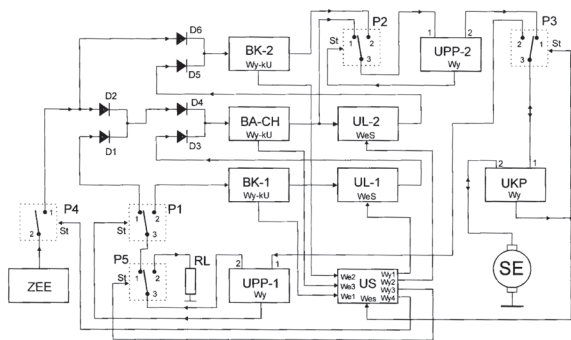 D6
D5
BK-2
Wy-kU
P2
1
2
St
3
1
2
UPP-2
Wy
P3
2
1
St
3
D2
D1
D4
D3
BA-CH
Wy-kU
UL-2
WeS
BK-1
Wy-kU
UL-1
WeS
2
1
UKP
Wy
P4
1
2
St
P1
1
2
St
3
P5
1
2
St
3
RL
2
1
UPP-1
Wy
We2
We3
We1
US
Wes
Wy1
Wy2
Wy3
Wy4
SE
ZEE